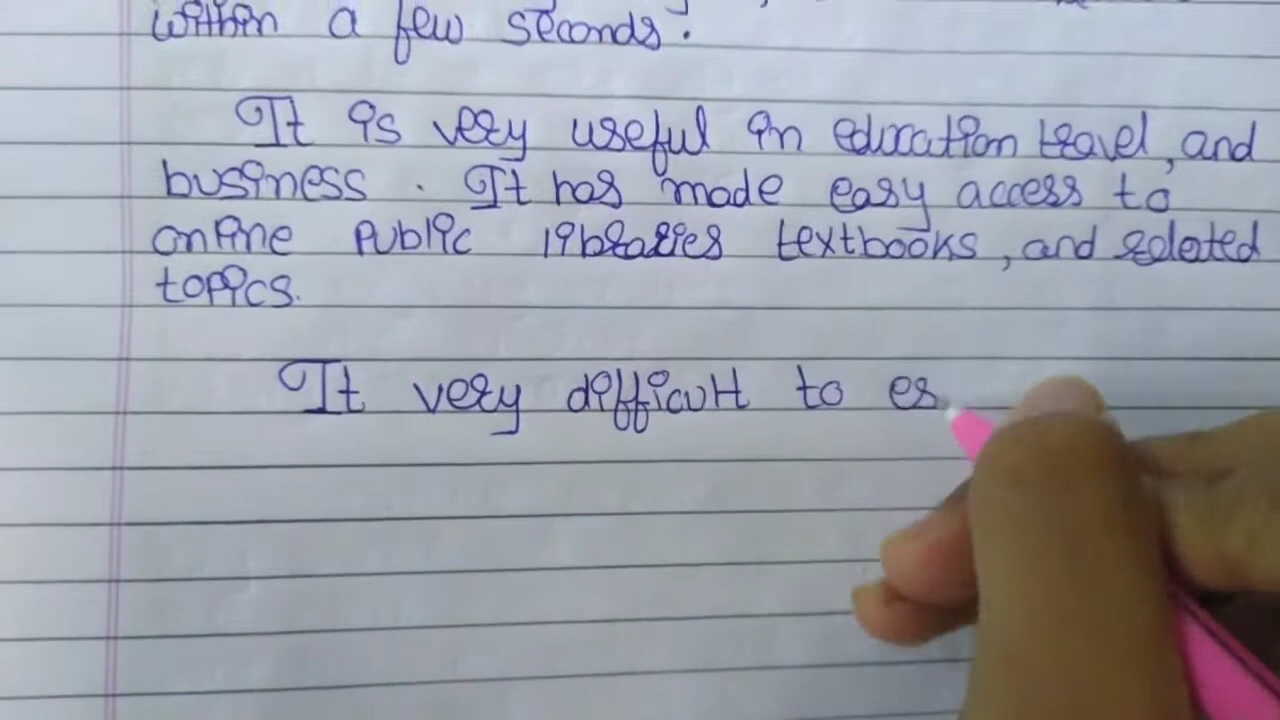 within a few seconds.
It is very useful in education travel, and
business. It has made easy access to
online public libraries textbooks, and related
topics.
It very difficult to es